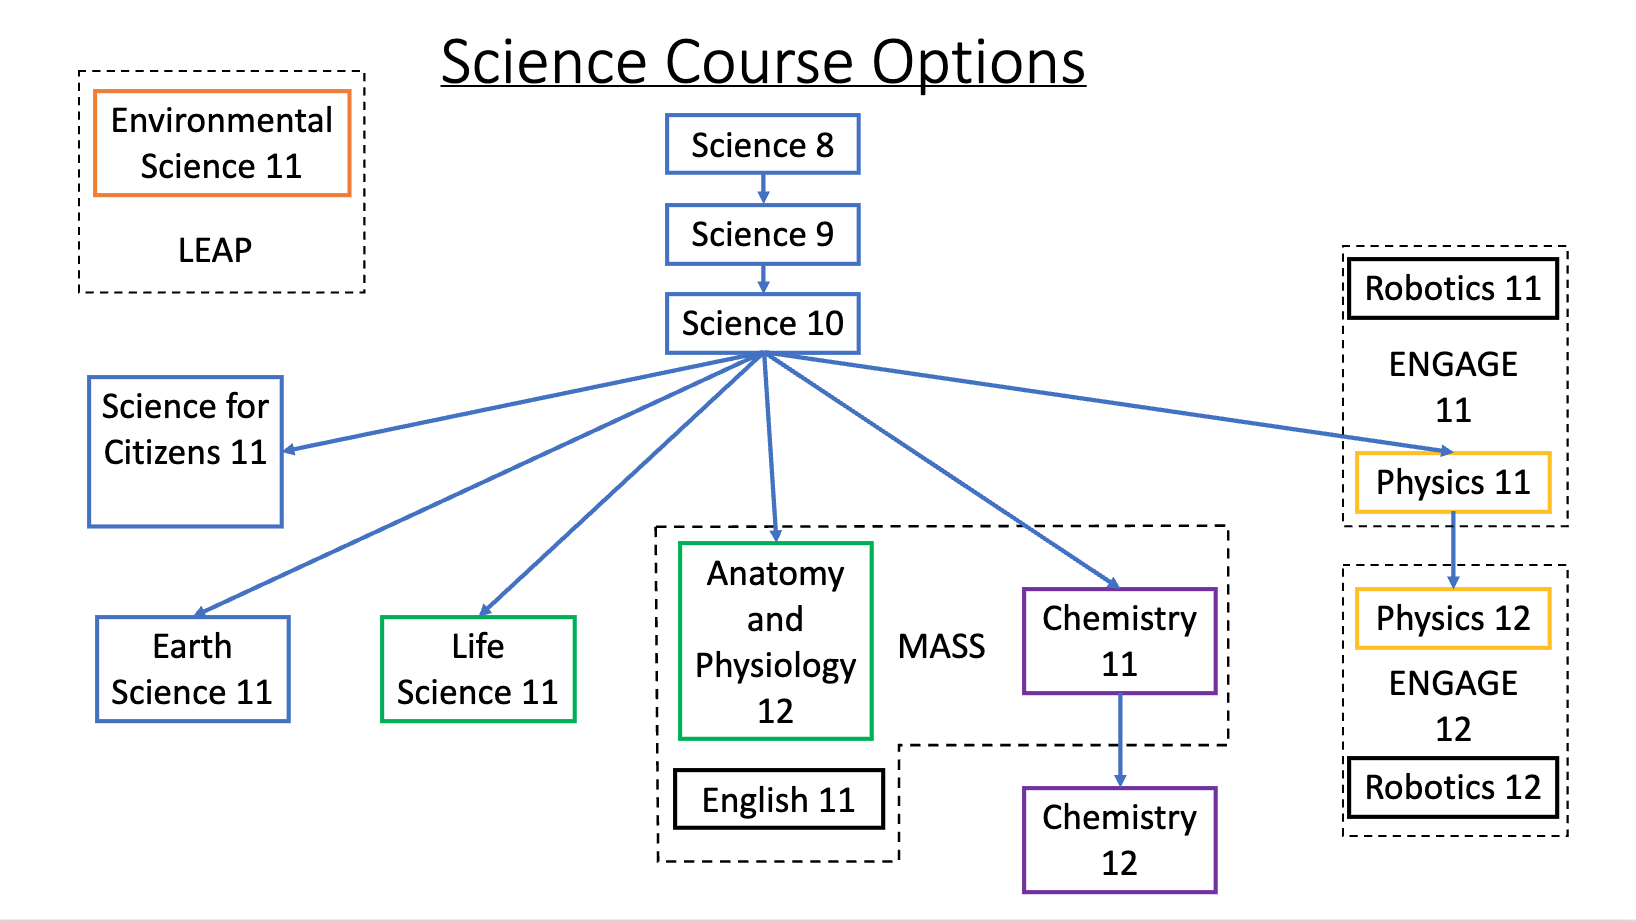 Science Course Options
Environmental
Science 11
LEAP
Science 8
Science 9
Science 10
Robotics 11
ENGAGE
11
Physics 11
Science for
Citizens 11
Earth
Science 11
Life
Science 11
Anatomy
and
Physiology
12
MASS
English 11
Chemistry
11
Chemistry
12
Physics 12
ENGAGE
12
Robotics 12